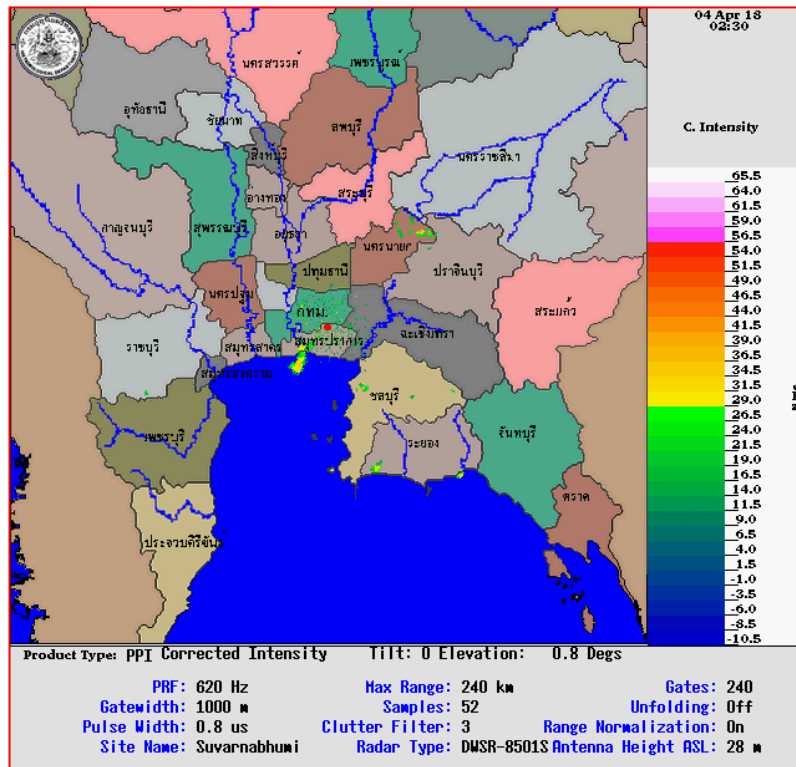 04 Apr 18
02:30
C. Intensity
65.5
64.0
61.5
59.0
56.5
54.0
51.5
49.0
46.5
44.0
41.5
39.0
36.5
34.0
31.5
29.0
26.5
24.0
21.5
19.0
16.5
14.0
11.5
9.0
6.5
4.0
1.5
-1.0
-3.5
-6.0
-8.5
-10.5
นครสวรรค์
เพชรบูรณ์
อุทัยธานี
ชัยนาท
ลพบุรี
สิงห์บุรี
นครราชสีมา
อ่างทอง
สระบุรี
กาญจนบุรี
สุพรรณบุรี
อยุธยา
นครนายก
ปราจีนบุรี
ปทุมธานี
นครปฐม
สระแก้ว
กทม.
ฉะเชิงเทรา
ราชบุรี
สมุทรสาคร
สมุทรปราการ
สมุทรสงคราม
ชลบุรี
เพชรบุรี
ระยอง
จันทบุรี
ตราด
ประจวบคีรีขันธ์
Product Type: PPI Corrected Intensity Tilt: 0 Elevation: 0.8 Degs
PRF: 620 Hz Max Range: 240 km Gates: 240
Gatewidth: 1000 m Samples: 52 Unfolding: Off
Pulse Width: 0.8 us Clutter Filter: 3 Range Normalization: On
Site Name: Suvarnabhumi Radar Type: DWSR-8501S Antenna Height ASL: 28 m